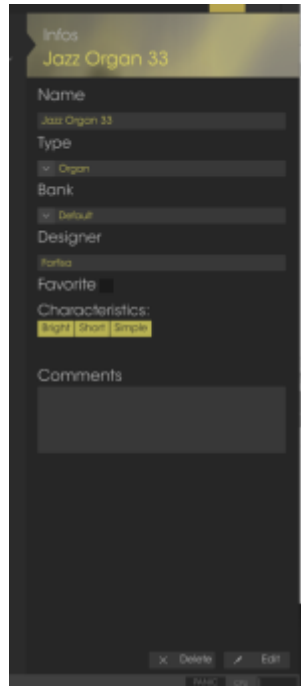 Infos
Jazz Organ 33
Name
Jazz Organ 33
Type
Organ
Bank
Default
Designer
Favorite
Characteristics:
Bright Short Simple
Comments
Delete Edit
PANIC